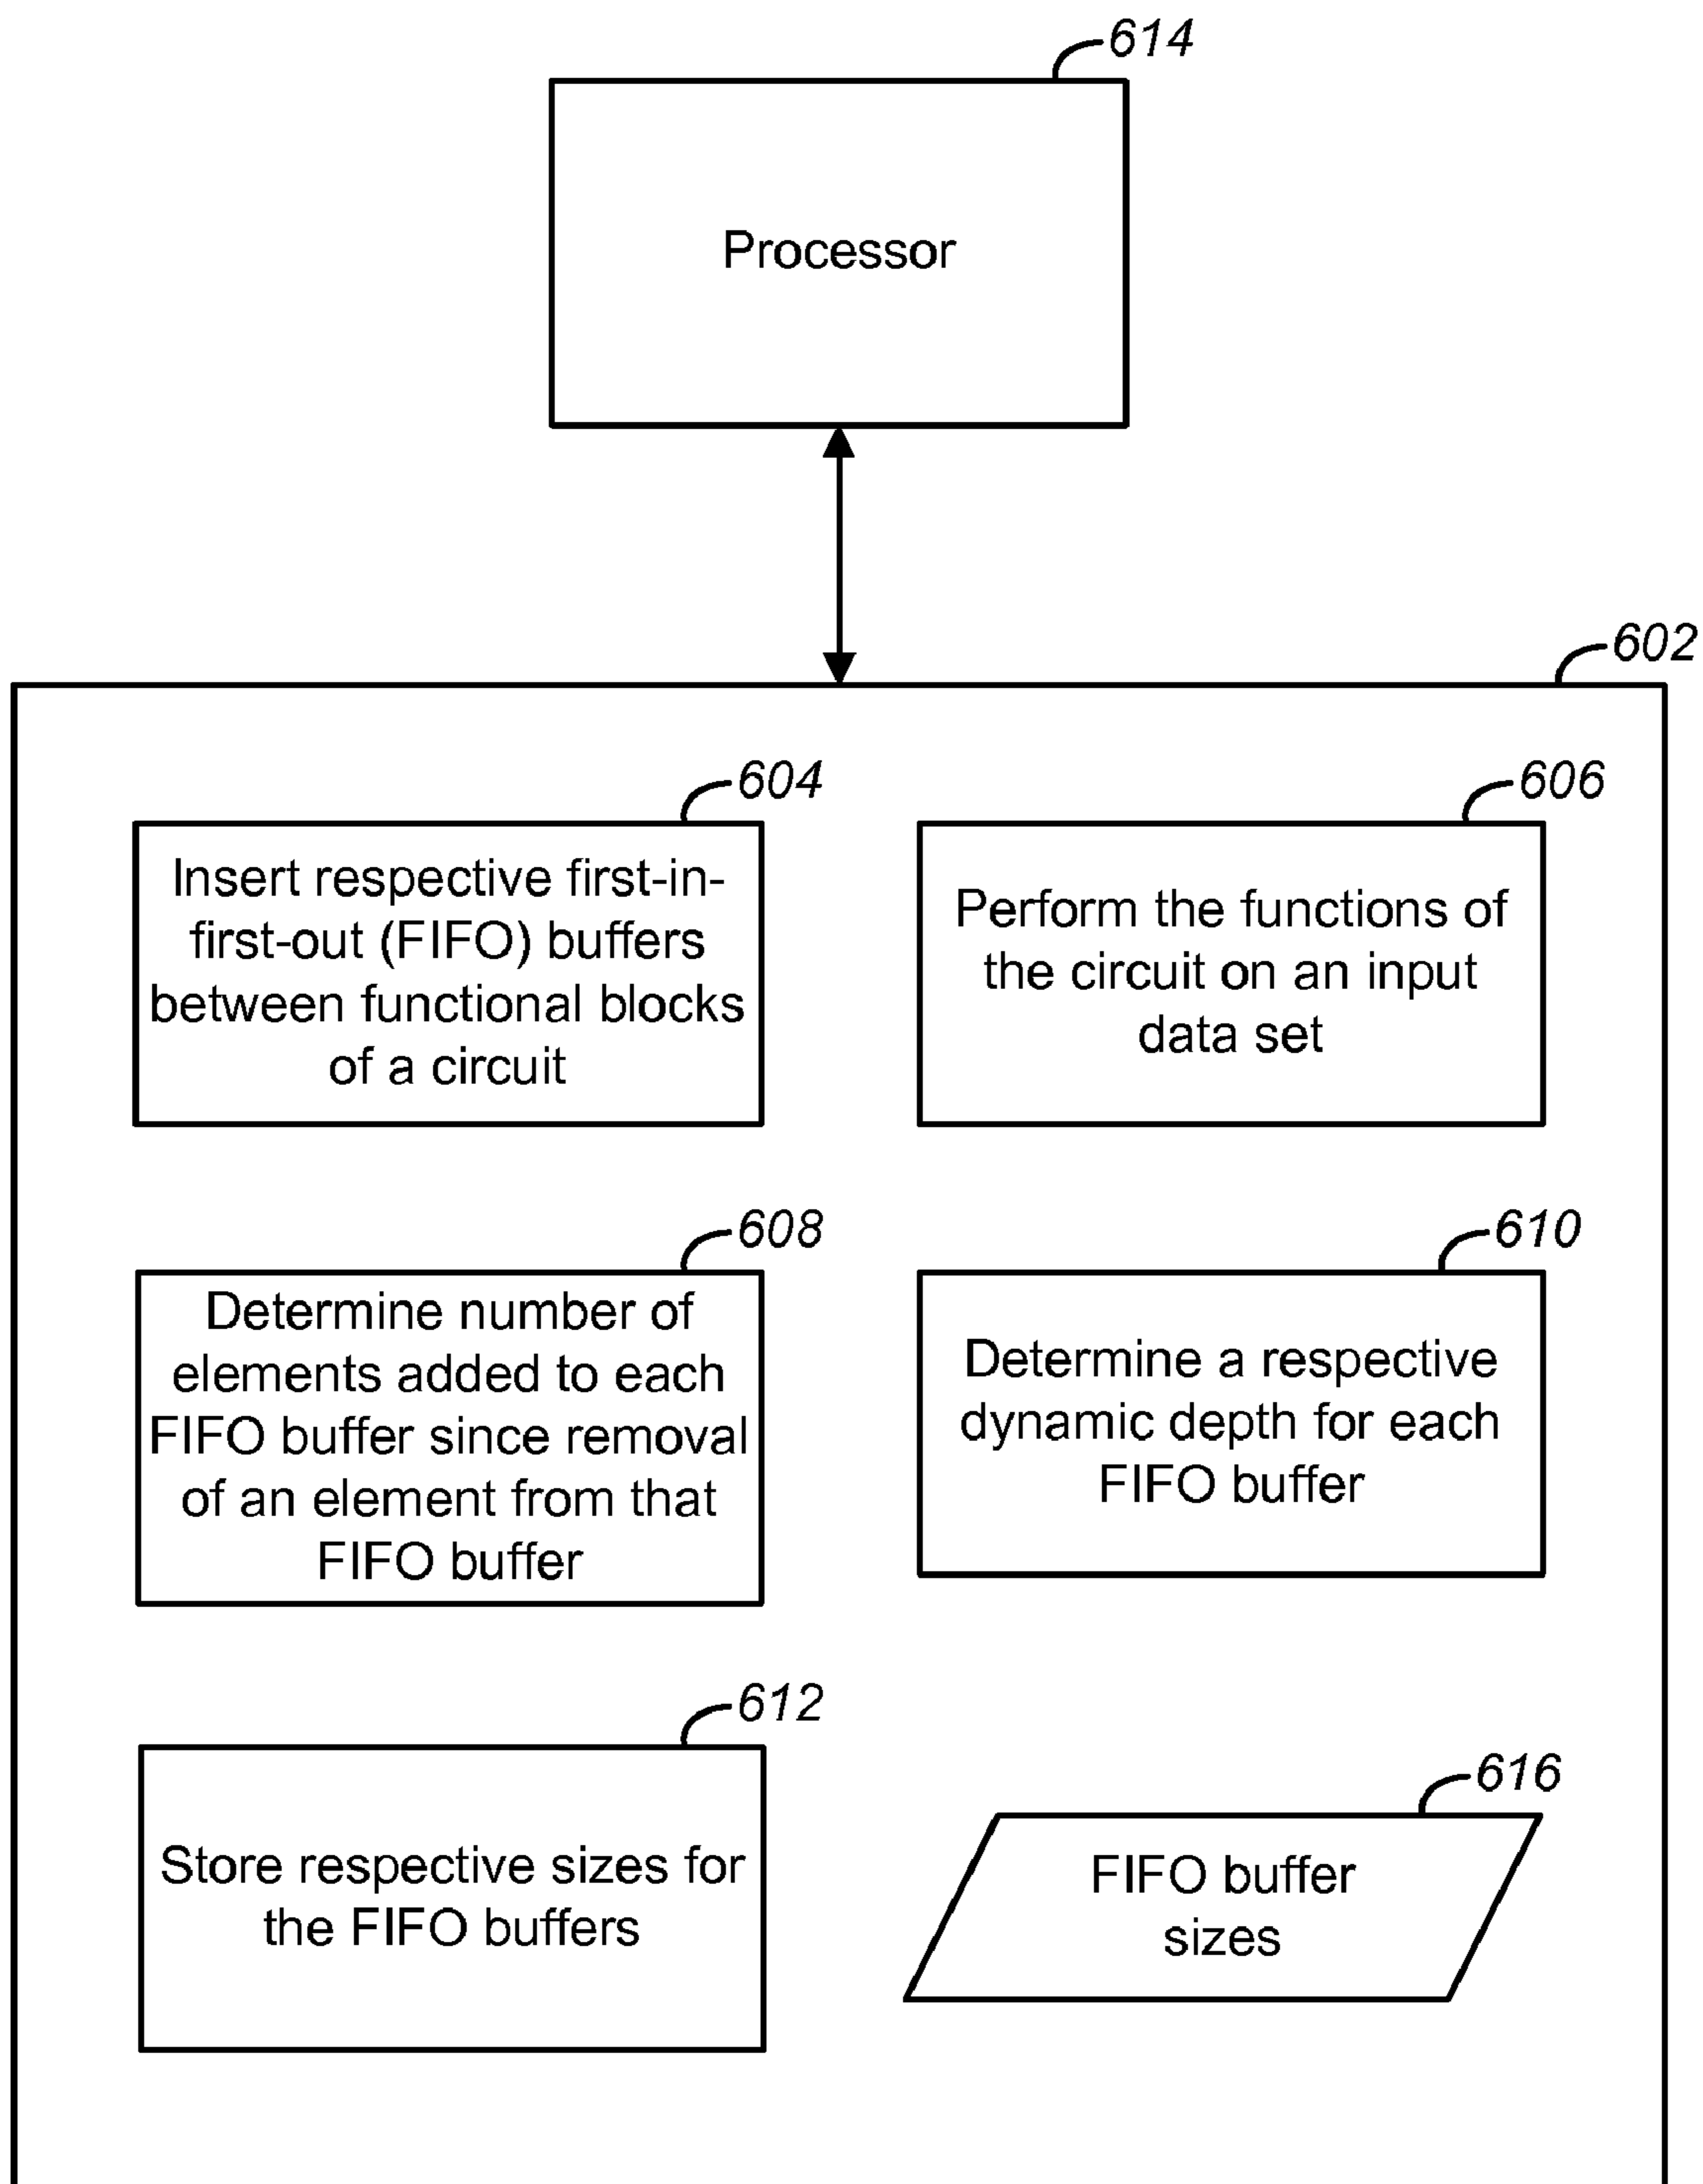 614
Processor
602
604
Insert respective first-in-
first-out (FIFO) buffers
between functional blocks
of a circuit
606
Perform the functions of
the circuit on an input
data set
608
Determine number of
elements added to each
FIFO buffer since removal
of an element from that
FIFO buffer
610
Determine a respective
dynamic depth for each
FIFO buffer
612
Store respective sizes for
the FIFO buffers
616
FIFO buffer
sizes